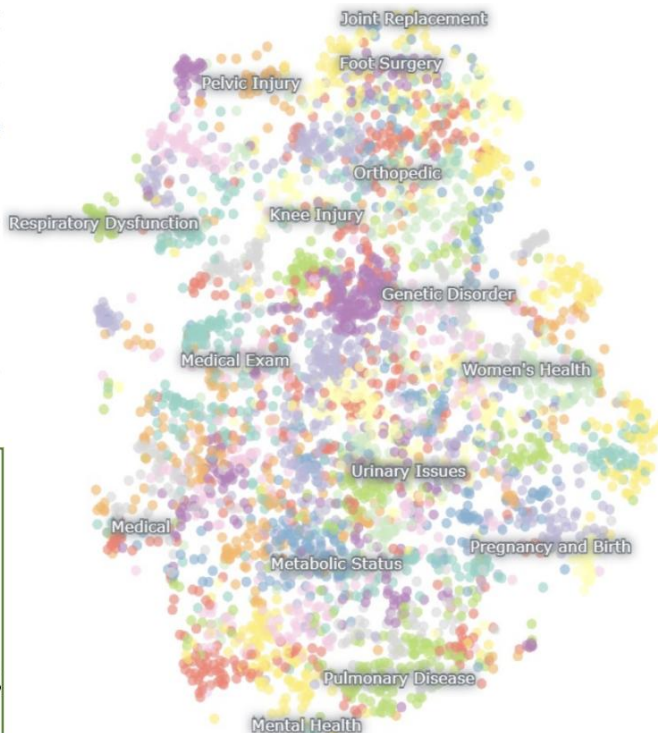 Joint Replacement
Foot Surgery
Pelvic Injury
Orthopedic
Knee Injury
Respiratory Dysfunction
Genetic Disorder
Medical Exam
Women's Health
Urinary Issues
Medical
Pregnancy and Birth
Metabolic Status
Pulmonary Disease
Mental Health